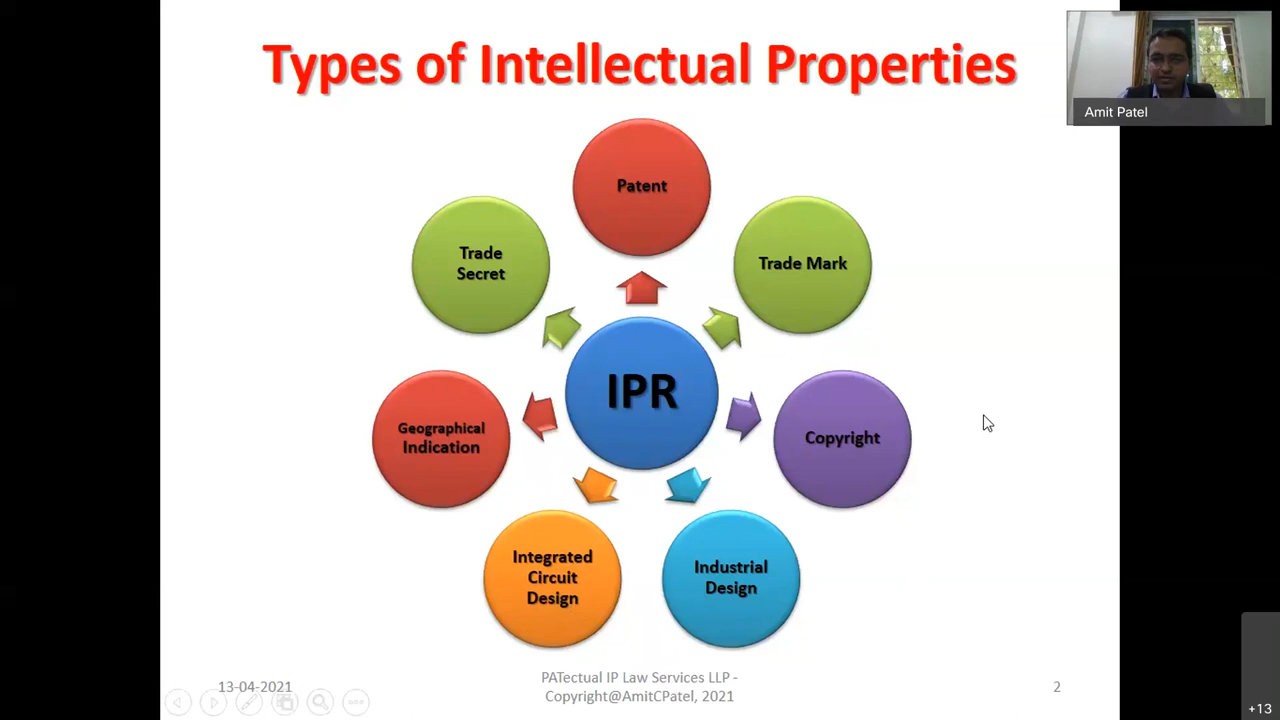 Types of Intellectual Properties
Amit Patel
Patent
Trade
Secret
Trade Mark
IPR
Geographical
Indication
Copyright
Integrated
Circuit
Design
Industrial
Design
13-04-2021
PATectual IP Law Services LLP -
Copyright@AmitCPatel, 2021
2
+13